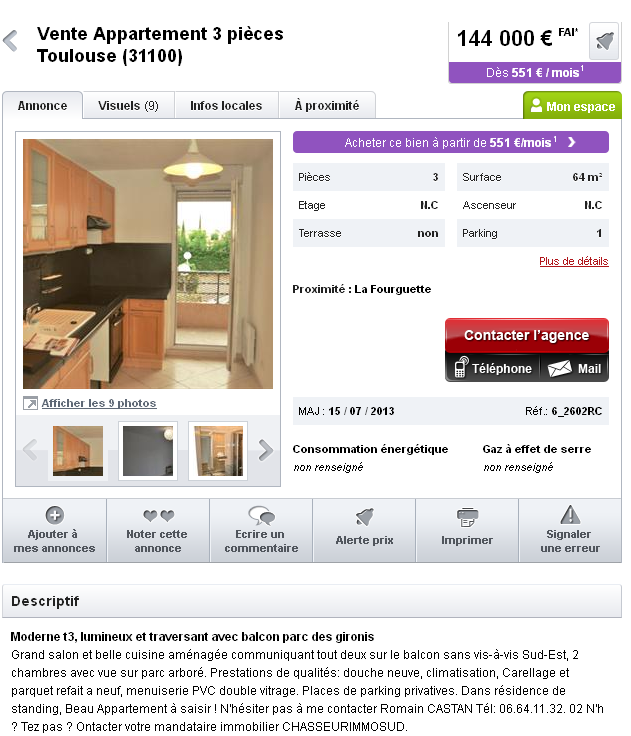 Vente Appartement 3 pièces
Toulouse (31100)
144 000 € FAI*
Dès 551 € / mois 1
Annonce
Visuels (9)
Infos locales
À proximité
Mon espace
Acheter ce bien à partir de 551 €/mois 1
Pièces 3
Surface 64 m²
Etage N.C
Ascenseur N.C
Terrasse non
Parking 1
Plus de détails
Proximité : La Fourguette
Contacter l'agence
Téléphone
Mail
Afficher les 9 photos
MAJ : 15 / 07 / 2013
Réf.: 6_2602RC
Consommation énergétique
non renseigné
Gaz à effet de serre
non renseigné
Ajouter à
mes annonces
Noter cette
annonce
Ecrire un
commentaire
Alerte prix
Imprimer
Signaler
une erreur
Descriptif
Moderne t3, lumineux et traversant avec balcon parc des gironis
Grand salon et belle cuisine aménagée communiquant tout deux sur le balcon sans vis-à-vis Sud-Est, 2
chambres avec vue sur parc arboré. Prestations de qualités: douche neuve, climatisation, Carellage et
parquet refait a neuf, menuiserie PVC double vitrage. Places de parking privatives. Dans résidence de
standing, Beau Appartement à saisir ! N'hésiter pas à me contacter Romain CASTAN Tél: 06.64.11.32. 02 N'h
? Tez pas ? Ontacter votre mandataire immobilier CHASSEURIMMOSUD.